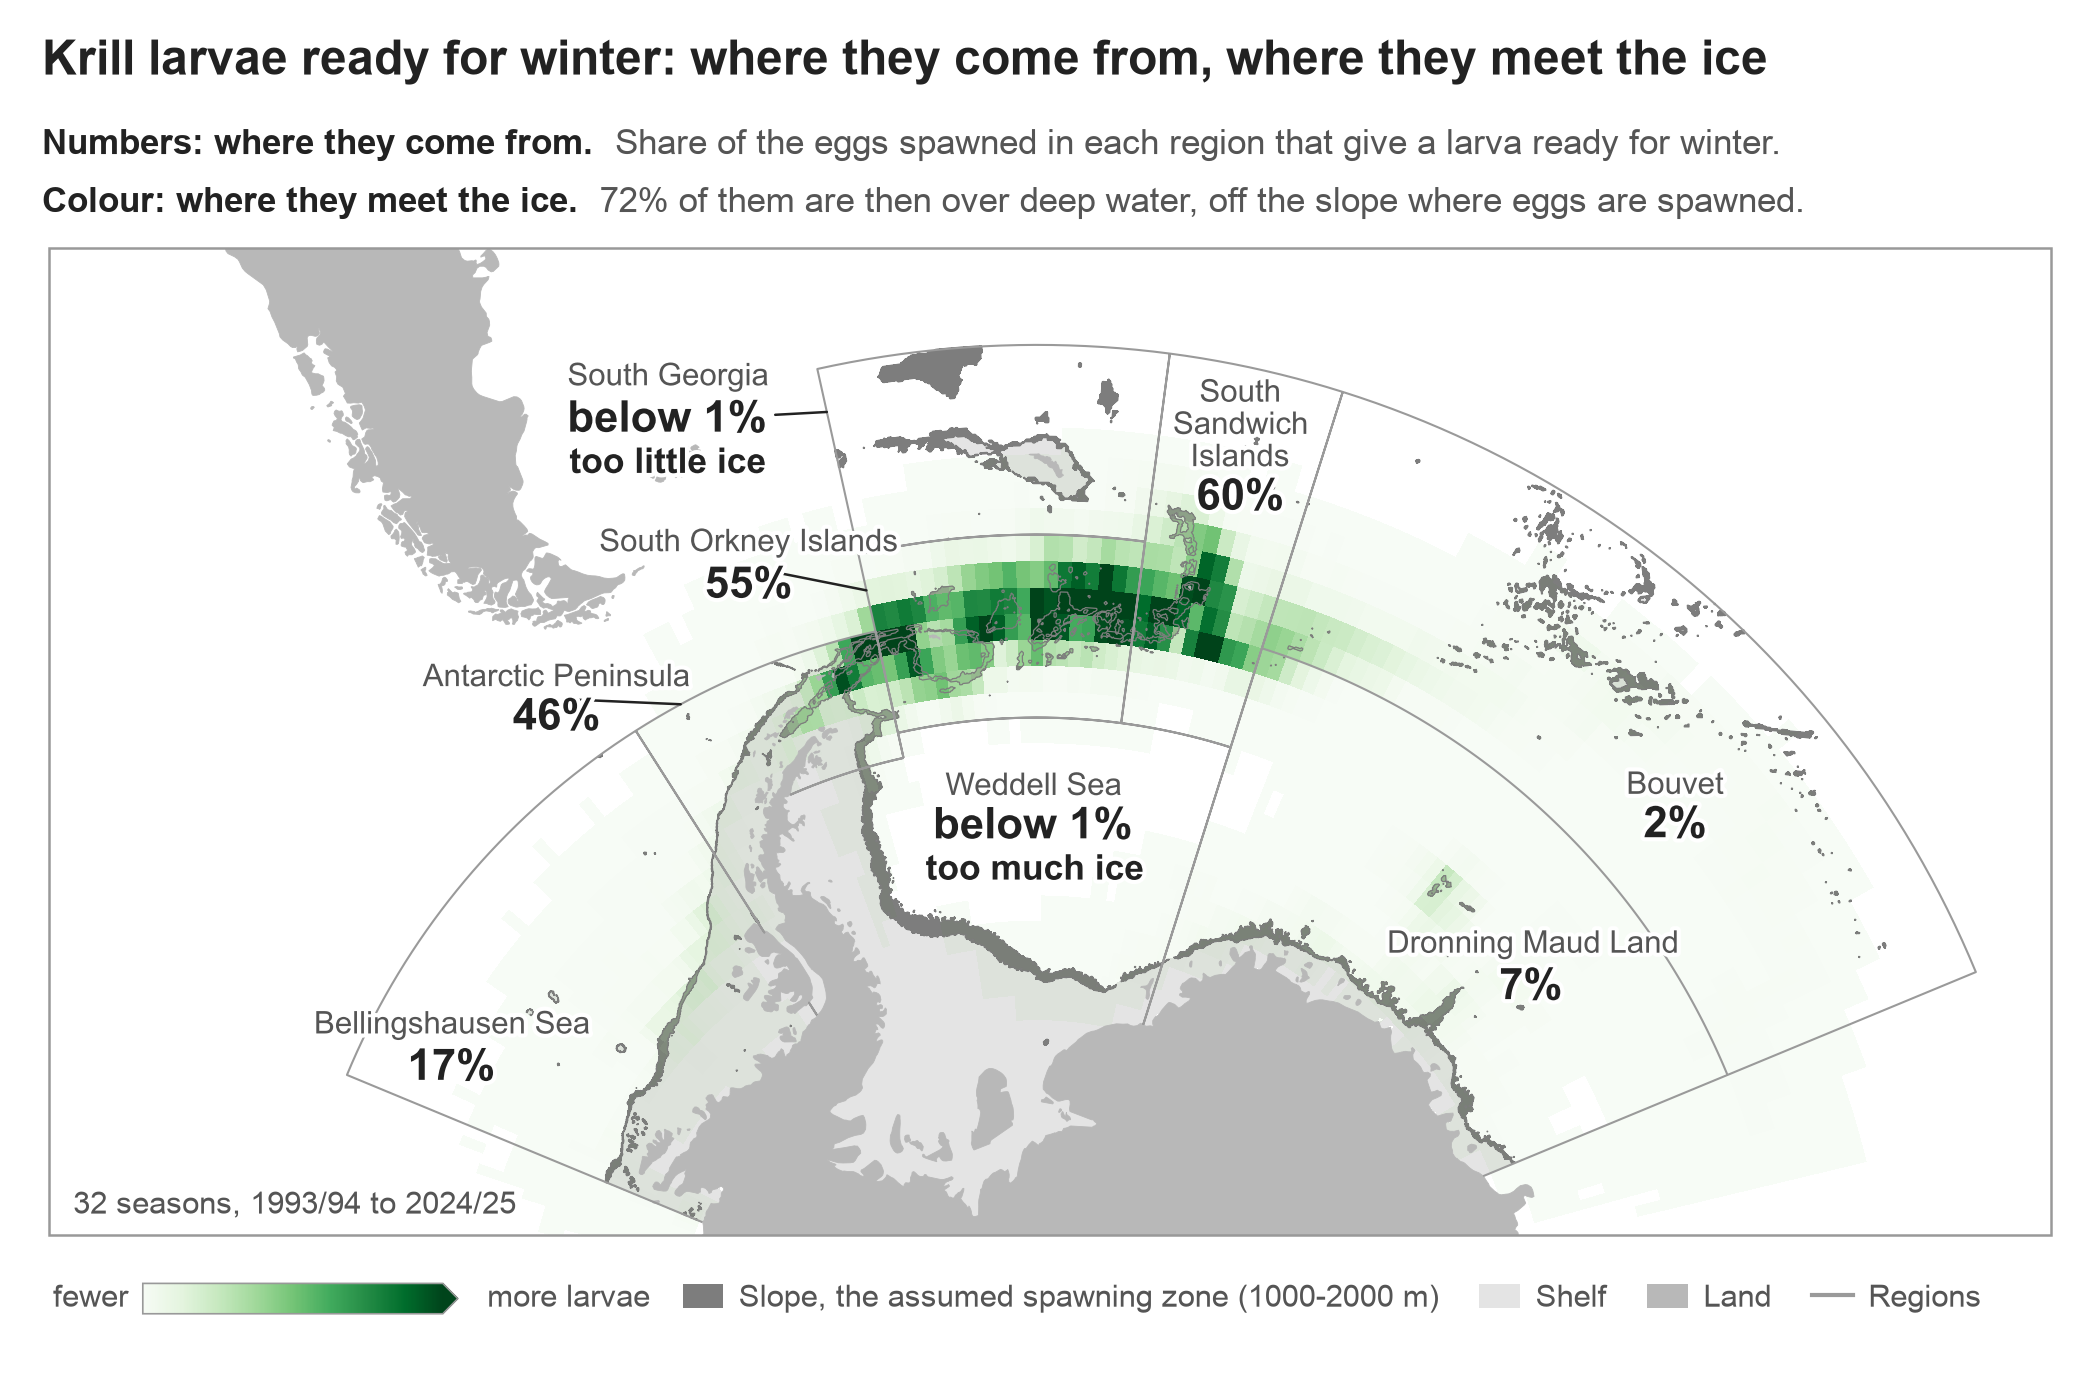 Krill larvae ready for winter: where they come from, where they meet the ice
Numbers: where they come from. Share of the eggs spawned in each region that give a larva ready for winter.
Colour: where they meet the ice. 72% of them are then over deep water, off the slope where eggs are spawned.
South Georgia
below 1%
too little ice
South
Sandwich
Islands
60%
South Orkney Islands
55%
Antarctic Peninsula
46%
Weddell Sea
below 1%
too much ice
Bouvet
2%
Dronning Maud Land
7%
Bellingshausen Sea
17%
32 seasons, 1993/94 to 2024/25
fewer
more larvae
Slope, the assumed spawning zone (1000-2000 m)
Shelf
Land
Regions